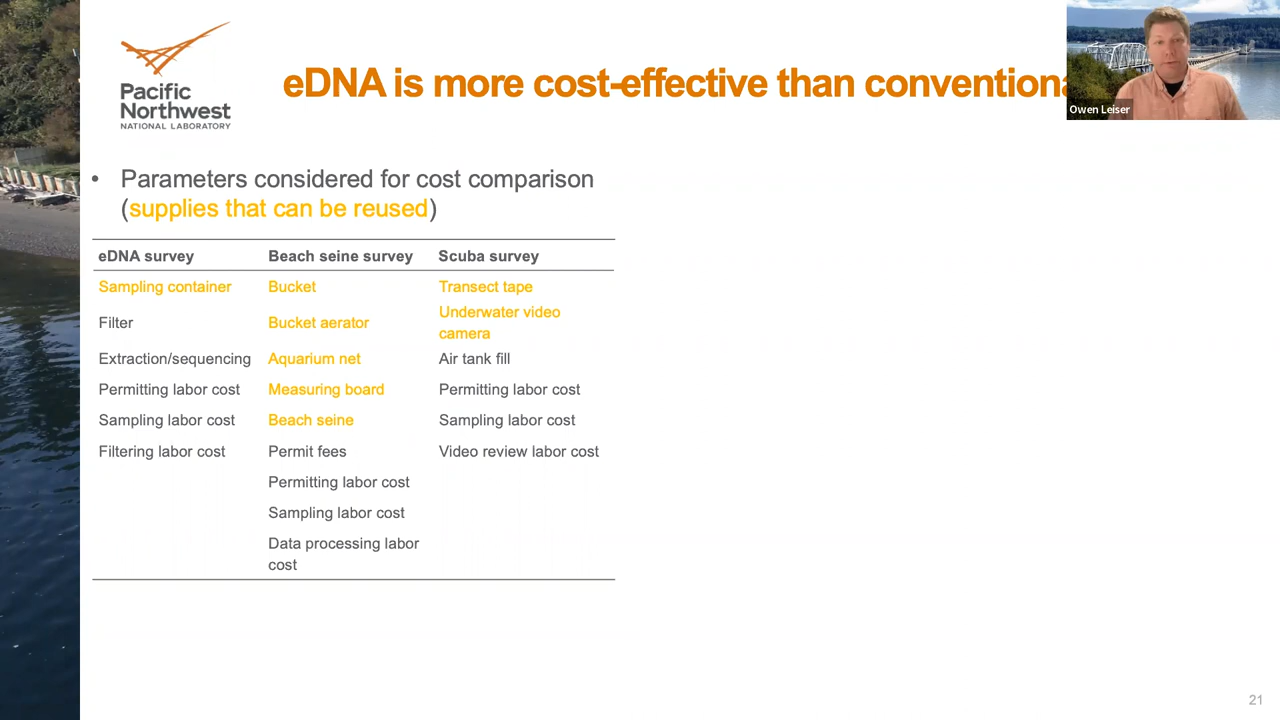 Pacific
Northwest
NATIONAL LABORATORY
eDNA is more cost-effective than conventiona
Owen Leiser
• Parameters considered for cost comparison
(supplies that can be reused)
eDNA survey Beach seine survey Scuba survey
Sampling container Bucket Transect tape
Filter Bucket aerator Underwater video
camera
Extraction/sequencing Aquarium net Air tank fill
Permitting labor cost Measuring board Permitting labor cost
Sampling labor cost Beach seine Sampling labor cost
Filtering labor cost Permit fees Video review labor cost
Permitting labor cost
Sampling labor cost
Data processing labor
cost
21